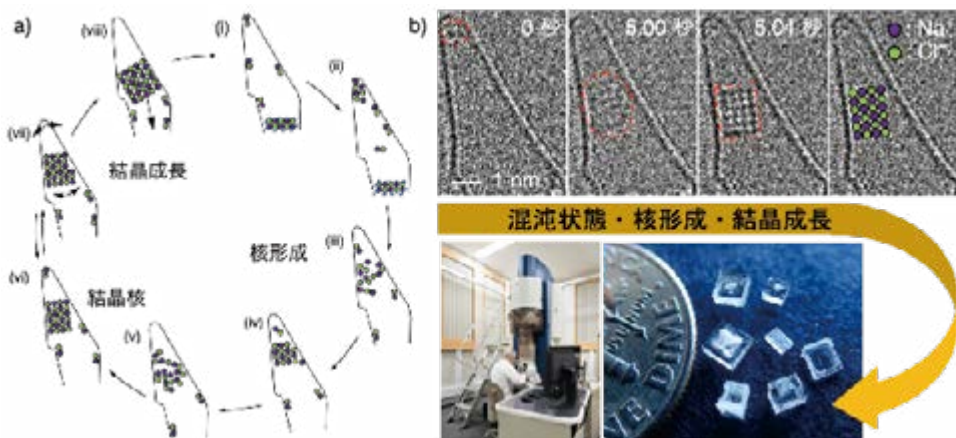 a)
(viii)
(i)
(ii)
(vii)
結晶成長
(iii)
核形成
(vi)
結晶核
(v)
(iv)
b)
0 秒
5.00 秒
5.01 秒
: Na⁺
: Cl⁻
1 nm
混沌状態・核形成・結晶成長
DIME